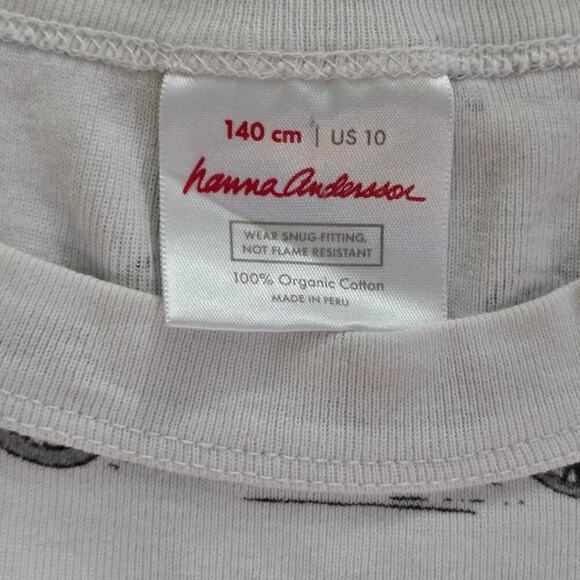 140 cm | US 10
hanna Andersson
WEAR SNUG-FITTING,
NOT FLAME RESISTANT
100% Organic Cotton
MADE IN PERU